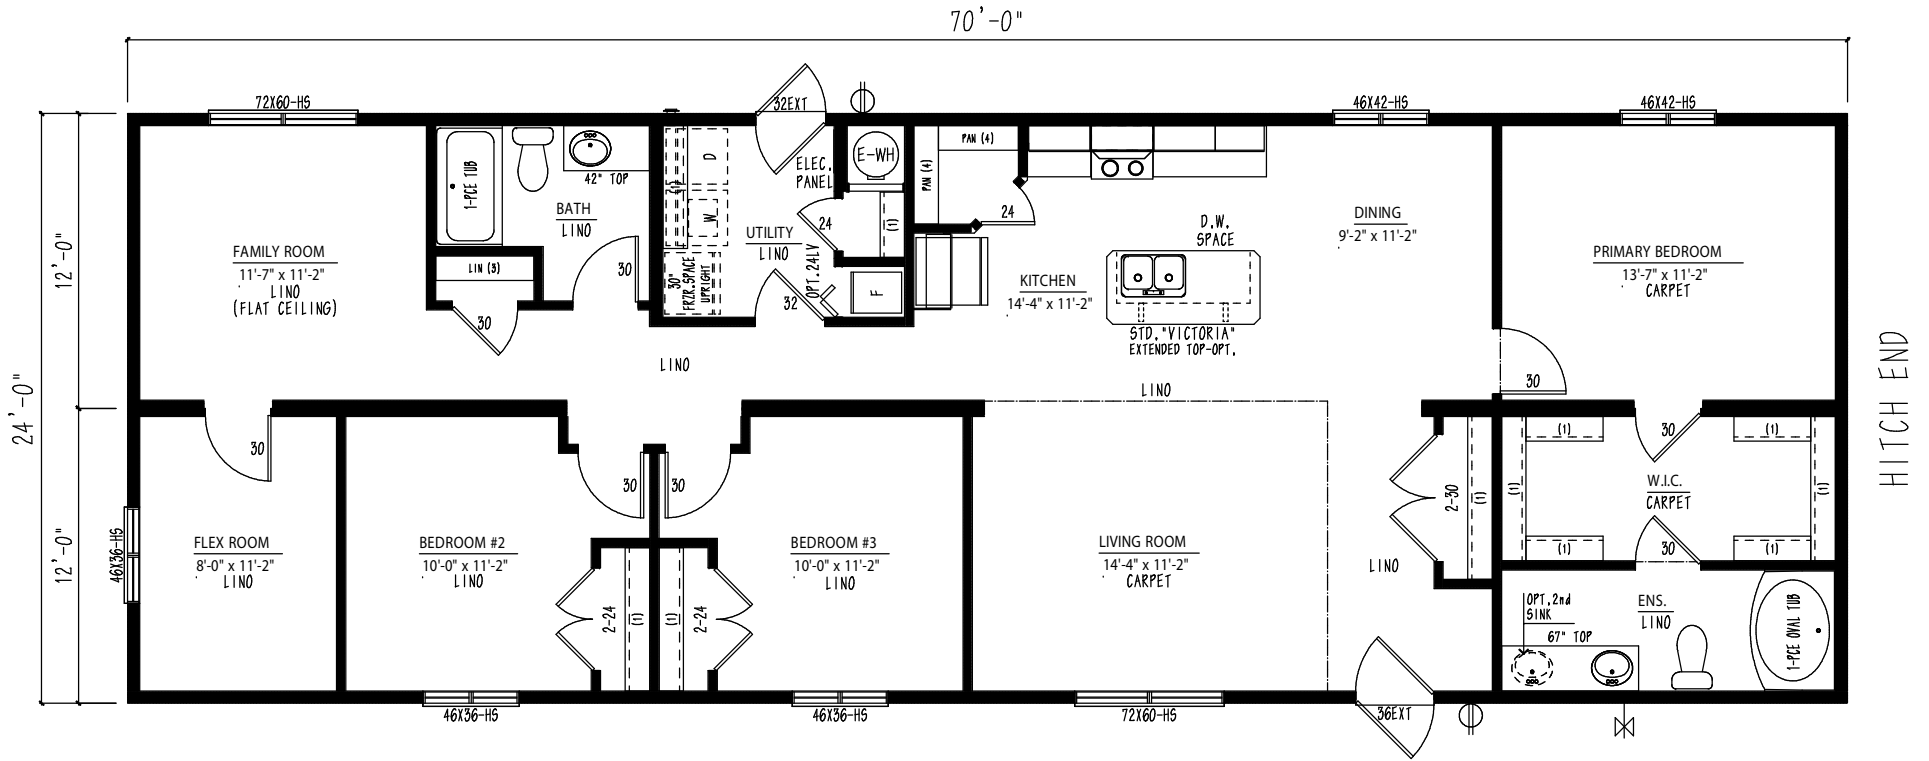 70'-0"
72X60-HS
32EXT
46X42-HS
46X42-HS
24'-0"
12'-0"
12'-0"
HITCH END
FAMILY ROOM
11'-7" x 11'-2"
LINO
(FLAT CEILING)
1-PCE TUB
42" TOP
BATH
LINO
30
LIN (3)
30
D
W
(1)
30"
FRZR.SPACE
UPRIGHT
UTILITY
LINO
ELEC.
PANEL
E-WH
24
(1)
OPT.24LV
32
F
PAN (4)
PAN (4)
24
KITCHEN
14'-4" x 11'-2"
D.W.
SPACE
STD."VICTORIA"
EXTENDED TOP-OPT.
DINING
9'-2" x 11'-2"
PRIMARY BEDROOM
13'-7" x 11'-2"
CARPET
30
LINO
LINO
30
FLEX ROOM
8'-0" x 11'-2"
LINO
46X36-HS
30
BEDROOM #2
10'-0" x 11'-2"
LINO
2-24
(1)
30
BEDROOM #3
10'-0" x 11'-2"
LINO
(1)
2-24
LIVING ROOM
14'-4" x 11'-2"
CARPET
LINO
2-30
(1)
(1)
30
(1)
(1)
W.I.C.
CARPET
(1)
(1)
30
(1)
OPT.2nd
SINK
67" TOP
ENS.
LINO
1-PCE OVAL TUB
46X36-HS
46X36-HS
72X60-HS
36EXT